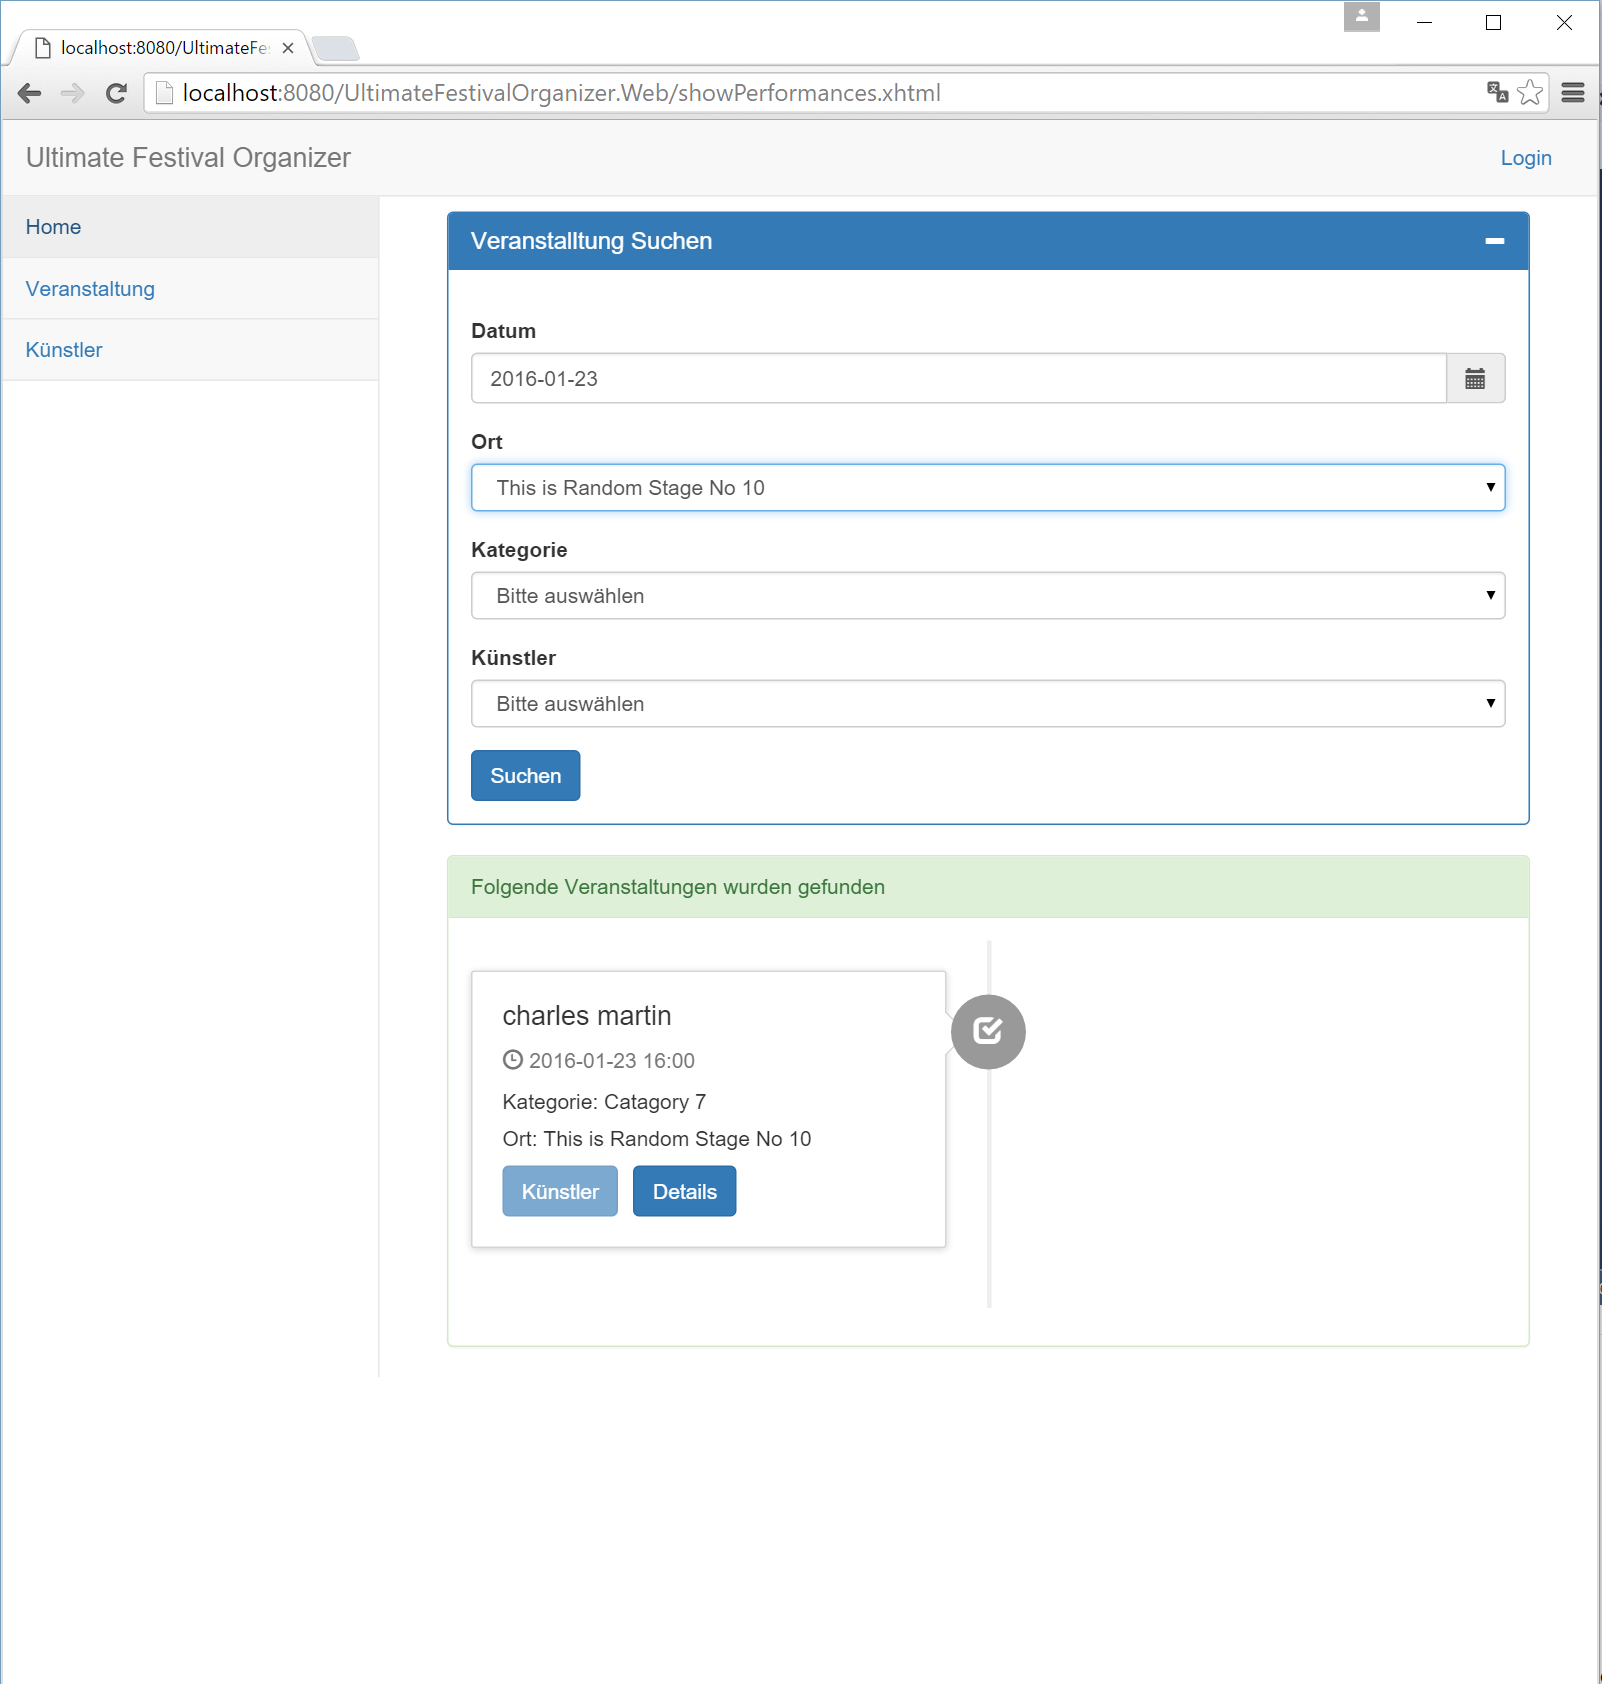 localhost:8080/UltimateFe
localhost:8080/UltimateFestivalOrganizer.Web/showPerformances.xhtml
Ultimate Festival Organizer
Login
Home
Veranstaltung
Künstler
Veranstalltung Suchen
Datum
2016-01-23
Ort
This is Random Stage No 10
Kategorie
Bitte auswählen
Künstler
Bitte auswählen
Suchen
Folgende Veranstaltungen wurden gefunden
charles martin
2016-01-23 16:00
Kategorie: Catagory 7
Ort: This is Random Stage No 10
Künstler Details